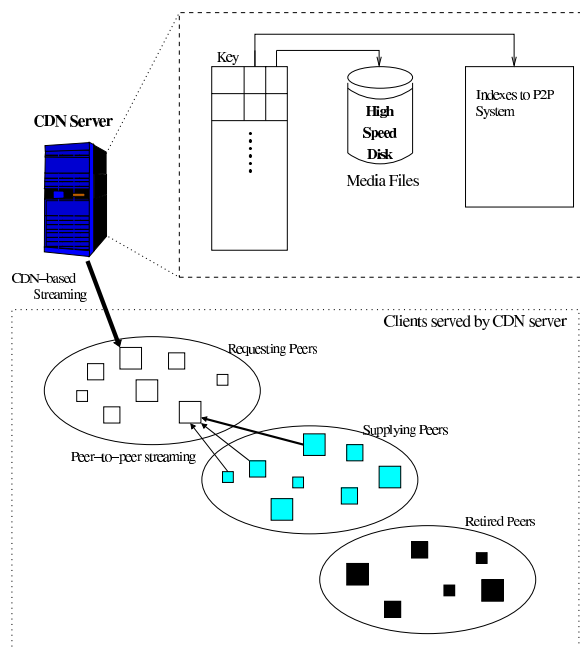 Key
CDN Server
High
Speed
Disk
Media Files
Indexes to P2P
System
CDN–based
Streaming
Clients served by CDN server
Requesting Peers
Supplying Peers
Peer–to–peer streaming
Retired Peers